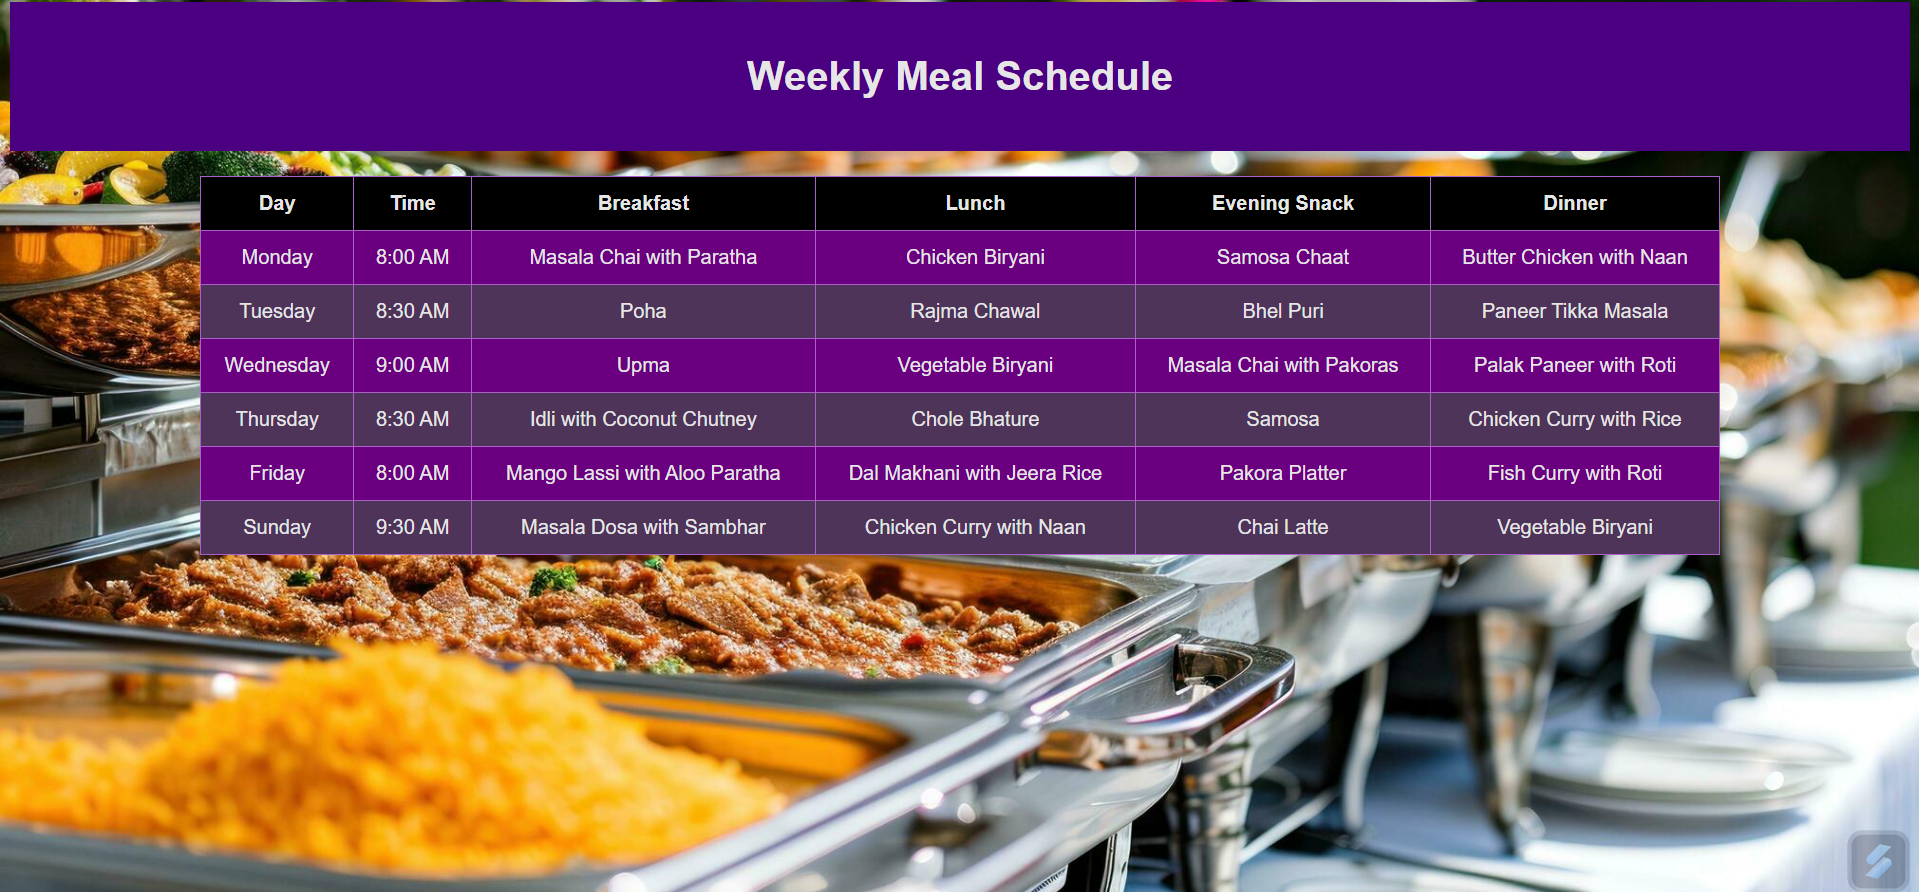 Weekly Meal Schedule
Day Time Breakfast Lunch Evening Snack Dinner
Monday 8:00 AM Masala Chai with Paratha Chicken Biryani Samosa Chaat Butter Chicken with Naan
Tuesday 8:30 AM Poha Rajma Chawal Bhel Puri Paneer Tikka Masala
Wednesday 9:00 AM Upma Vegetable Biryani Masala Chai with Pakoras Palak Paneer with Roti
Thursday 8:30 AM Idli with Coconut Chutney Chole Bhature Samosa Chicken Curry with Rice
Friday 8:00 AM Mango Lassi with Aloo Paratha Dal Makhani with Jeera Rice Pakora Platter Fish Curry with Roti
Sunday 9:30 AM Masala Dosa with Sambhar Chicken Curry with Naan Chai Latte Vegetable Biryani